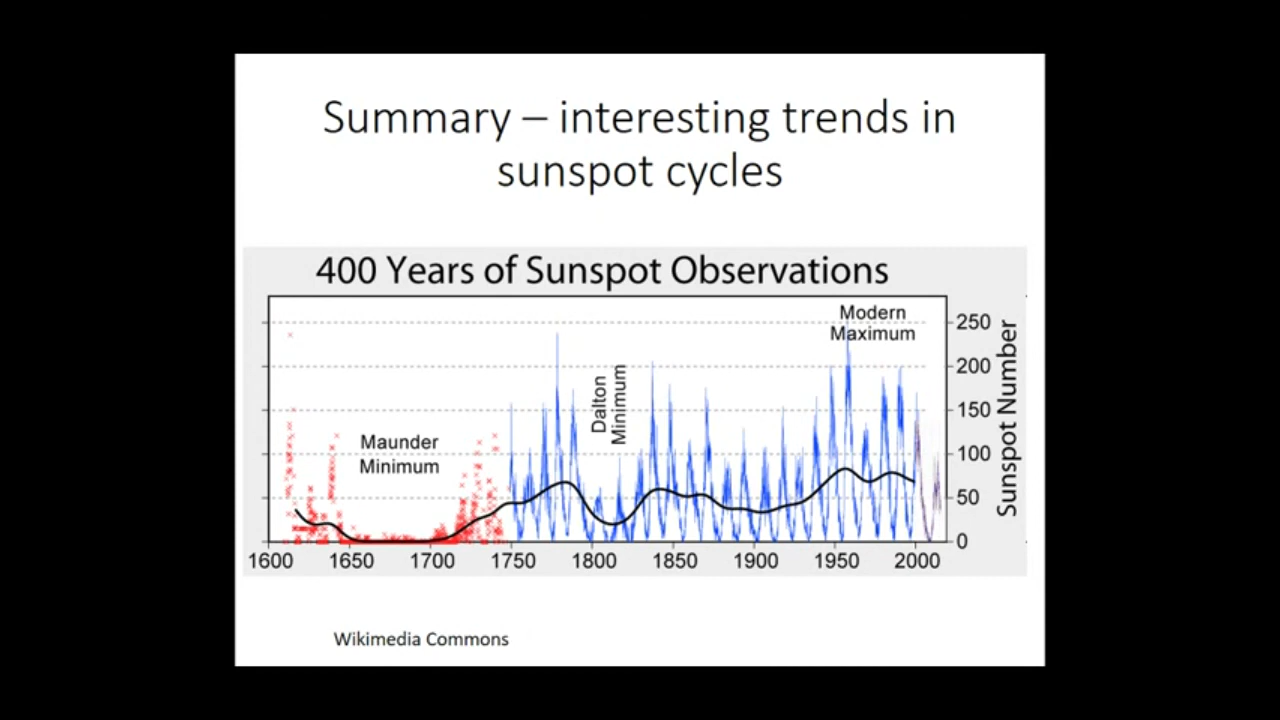 Summary – interesting trends in
sunspot cycles
400 Years of Sunspot Observations
Modern
Maximum
Dalton
Minimum
Maunder
Minimum
250
200
150
100
50
0
Sunspot Number
1600 1650 1700 1750 1800 1850 1900 1950 2000
Wikimedia Commons